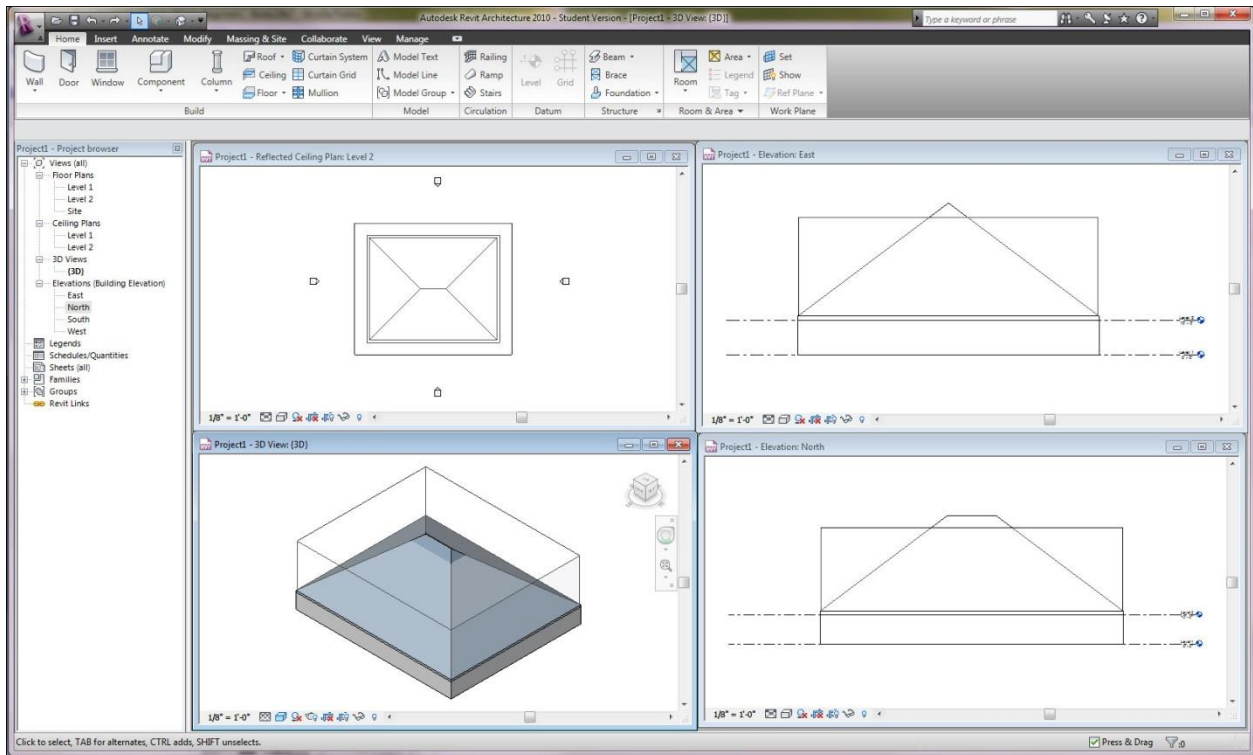 Autodesk Revit Architecture 2010 - Student Version - [Project1 - 3D View: {3D}]
Type a keyword or phrase
Home Insert Annotate Modify Massing & Site Collaborate View Manage
Wall Door Window Component Column
Roof Curtain System
Ceiling Curtain Grid
Floor Mullion
Model Text
Model Line
Model Group
Railing
Ramp
Stairs
Level Grid
Beam
Brace
Foundation
Room
Area
Legend
Tag
Set
Show
Ref Plane
Build Model Circulation Datum Structure Room & Area Work Plane
Project1 - Project browser
Views (all)
Floor Plans
Level 1
Level 2
Site
Ceiling Plans
Level 1
Level 2
3D Views
{3D}
Elevations (Building Elevation)
East
North
South
West
Legends
Schedules/Quantities
Sheets (all)
Families
Groups
Revit Links
Project1 - Reflected Ceiling Plan: Level 2
1/8" = 1'-0"
Project1 - Elevation: East
1/8" = 1'-0"
Project1 - 3D View: {3D}
1/8" = 1'-0"
Project1 - Elevation: North
1/8" = 1'-0"
Click to select, TAB for alternates, CTRL adds, SHIFT unselects.
Press & Drag
:0